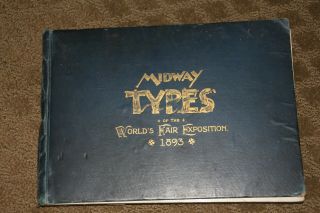 MIDWAY
TYPES
OF THE
WORLD'S FAIR EXPOSITION.
1893